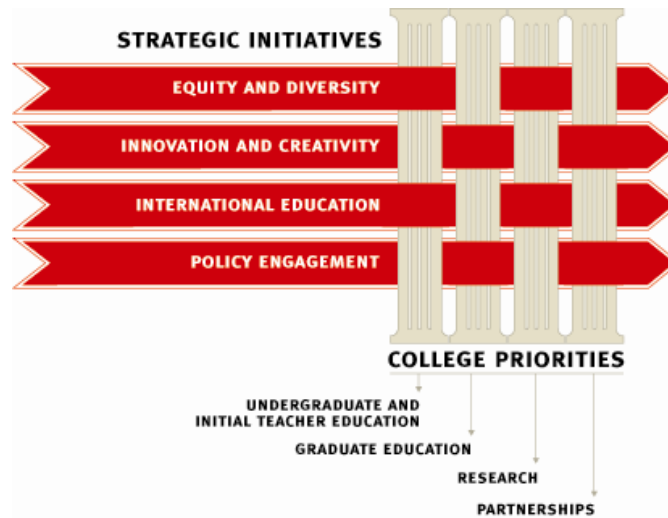 STRATEGIC INITIATIVES
EQUITY AND DIVERSITY
INNOVATION AND CREATIVITY
INTERNATIONAL EDUCATION
POLICY ENGAGEMENT
COLLEGE PRIORITIES
UNDERGRADUATE AND
INITIAL TEACHER EDUCATION
GRADUATE EDUCATION
RESEARCH
PARTNERSHIPS